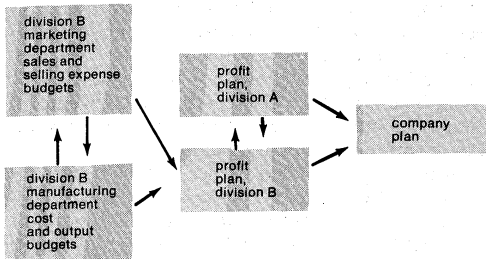 division B
marketing
department
sales and
selling expense
budgets
division B
manufacturing
department
cost
and output
budgets
profit
plan,
division A
profit
plan,
division B
company
plan